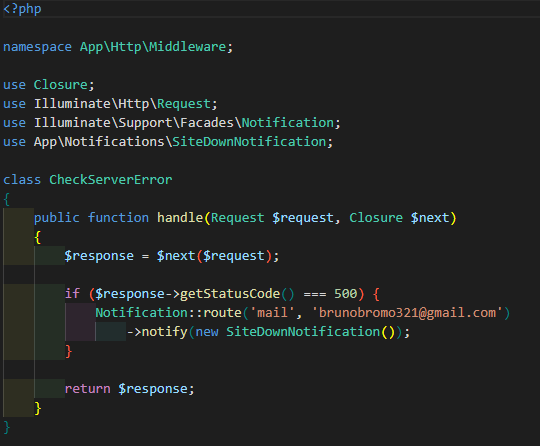 <?php
namespace App\Http\Middleware;
use Closure;
use Illuminate\Http\Request;
use Illuminate\Support\Facades\Notification;
use App\Notifications\SiteDownNotification;
class CheckServerError
{
    public function handle(Request $request, Closure $next)
    {
        $response = $next($request);
        if ($response->getStatusCode() === 500) {
            Notification::route('mail', 'brunobromo321@gmail.com')
                ->notify(new SiteDownNotification());
        }
        return $response;
    }
}